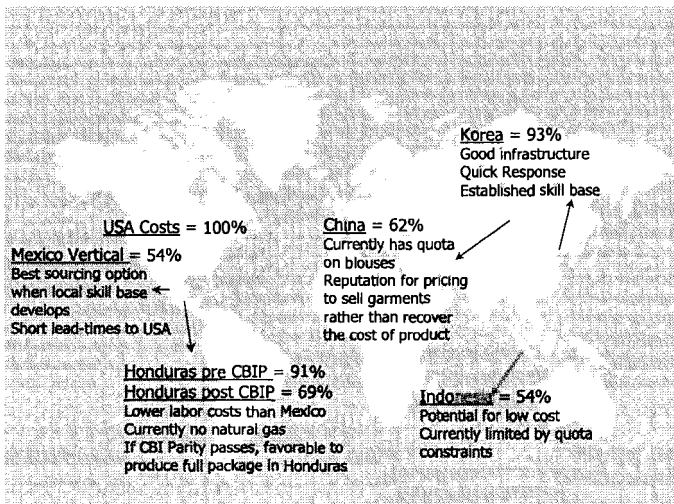 Korea = 93%
Good infrastructure
Quick Response
Established skill base
USA Costs = 100%
Mexico Vertical = 54%
Best sourcing option
when local skill base
develops
Short lead-times to USA
China = 62%
Currently has quota
on blouses
Reputation for pricing
to sell garments
rather than recover
the cost of product
Honduras pre CBIP = 91%
Honduras post CBIP = 69%
Lower labor costs than Mexico
Currently no natural gas
If CBI Parity passes, favorable to
produce full package in Honduras
Indonesia = 54%
Potential for low cost
Currently limited by quota
constraints